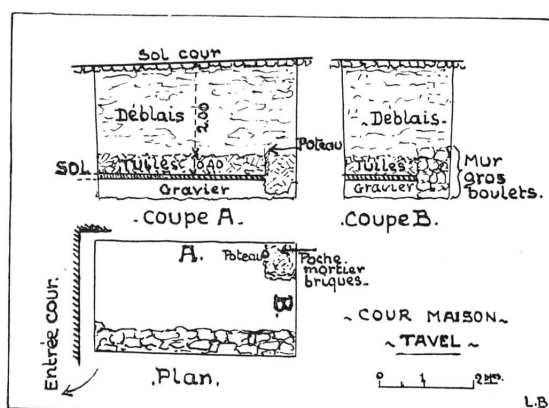 Sol cour
Déblais
2.00
Poteau
SOL
Tuiles
0.40
Gravier
COUPE A.
Déblais
Tuiles
Gravier
Mur
gros
boulets.
COUPE B.
Entrée cour.
A.
Poteau
Poche
mortier
briques.
B.
Plan.
~ COUR MAISON ~
~ TAVEL ~
0 1 2 mtes.
L.B